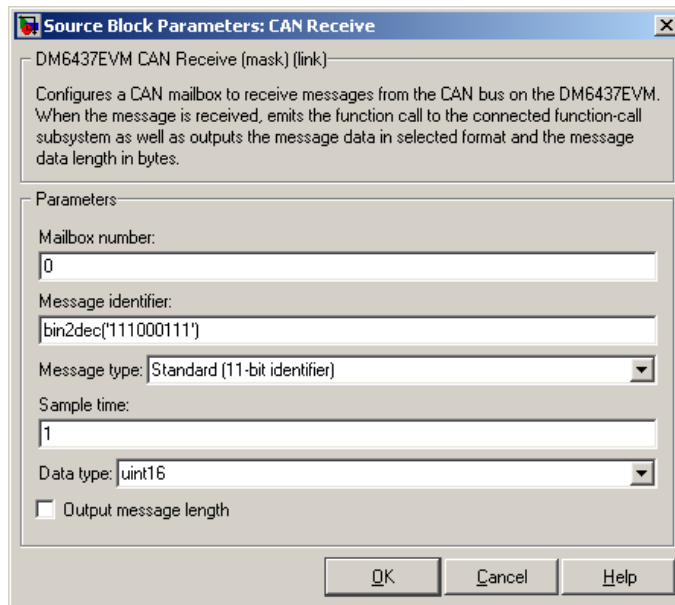 Source Block Parameters: CAN Receive
DM6437EVM CAN Receive (mask) (link)
Configures a CAN mailbox to receive messages from the CAN bus on the DM6437EVM.
When the message is received, emits the function call to the connected function-call
subsystem as well as outputs the message data in selected format and the message
data length in bytes.
Parameters
Mailbox number:
0
Message identifier:
bin2dec('111000111')
Message type: Standard (11-bit identifier)
Sample time:
1
Data type: uint16
Output message length
OK Cancel Help